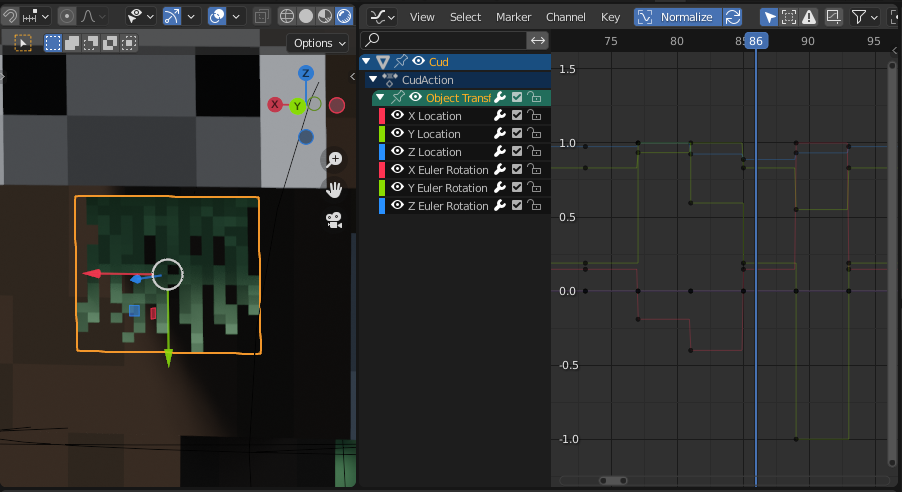 View Select Marker Channel Key Normalize
Options
75 80 85 86 90 95
Z
X
Y
Cud
CudAction
Object Transf
X Location
Y Location
Z Location
X Euler Rotation
Y Euler Rotation
Z Euler Rotation
1.5
1.0
0.5
0.0
-0.5
-1.0